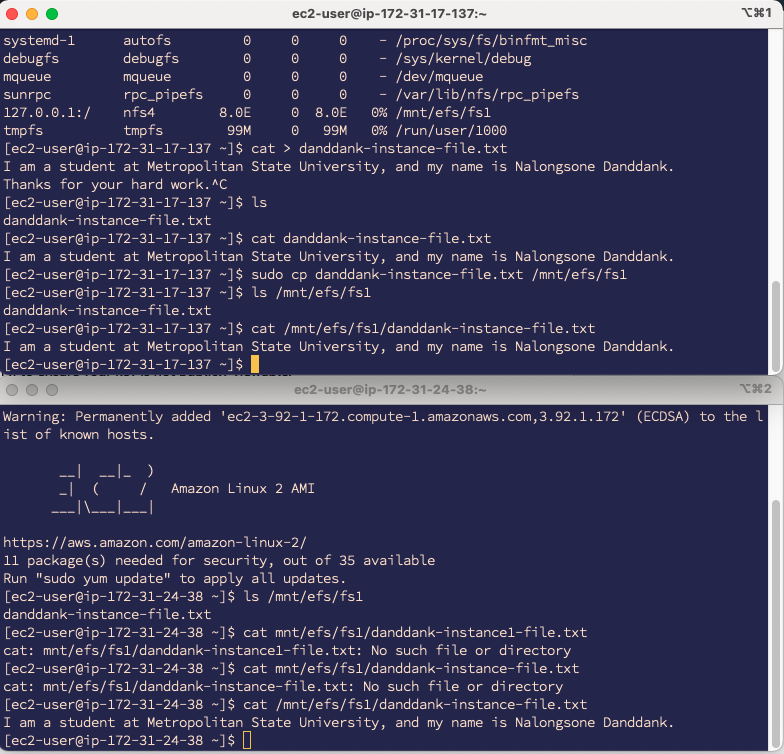 ec2-user@ip-172-31-17-137:~ ⌥⌘1
systemd-1      autofs         0     0     0    - /proc/sys/fs/binfmt_misc
debugfs        debugfs        0     0     0    - /sys/kernel/debug
mqueue         mqueue         0     0     0    - /dev/mqueue
sunrpc         rpc_pipefs     0     0     0    - /var/lib/nfs/rpc_pipefs
127.0.0.1:/    nfs4        8.0E     0  8.0E   0% /mnt/efs/fs1
tmpfs          tmpfs        99M     0   99M   0% /run/user/1000
[ec2-user@ip-172-31-17-137 ~]$ cat > danddank-instance-file.txt
I am a student at Metropolitan State University, and my name is Nalongsone Danddank.
Thanks for your hard work.^C
[ec2-user@ip-172-31-17-137 ~]$ ls
danddank-instance-file.txt
[ec2-user@ip-172-31-17-137 ~]$ cat danddank-instance-file.txt
I am a student at Metropolitan State University, and my name is Nalongsone Danddank.
[ec2-user@ip-172-31-17-137 ~]$ sudo cp danddank-instance-file.txt /mnt/efs/fs1
[ec2-user@ip-172-31-17-137 ~]$ ls /mnt/efs/fs1
danddank-instance-file.txt
[ec2-user@ip-172-31-17-137 ~]$ cat /mnt/efs/fs1/danddank-instance-file.txt
I am a student at Metropolitan State University, and my name is Nalongsone Danddank.
[ec2-user@ip-172-31-17-137 ~]$
ec2-user@ip-172-31-24-38:~ ⌥⌘2
Warning: Permanently added 'ec2-3-92-1-172.compute-1.amazonaws.com,3.92.1.172' (ECDSA) to the l
ist of known hosts.
       __|  __|_  )
       _|  (     /   Amazon Linux 2 AMI
      ___|\___|___|
https://aws.amazon.com/amazon-linux-2/
11 package(s) needed for security, out of 35 available
Run "sudo yum update" to apply all updates.
[ec2-user@ip-172-31-24-38 ~]$ ls /mnt/efs/fs1
danddank-instance-file.txt
[ec2-user@ip-172-31-24-38 ~]$ cat mnt/efs/fs1/danddank-instance1-file.txt
cat: mnt/efs/fs1/danddank-instance1-file.txt: No such file or directory
[ec2-user@ip-172-31-24-38 ~]$ cat mnt/efs/fs1/danddank-instance-file.txt
cat: mnt/efs/fs1/danddank-instance-file.txt: No such file or directory
[ec2-user@ip-172-31-24-38 ~]$ cat /mnt/efs/fs1/danddank-instance-file.txt
I am a student at Metropolitan State University, and my name is Nalongsone Danddank.
[ec2-user@ip-172-31-24-38 ~]$